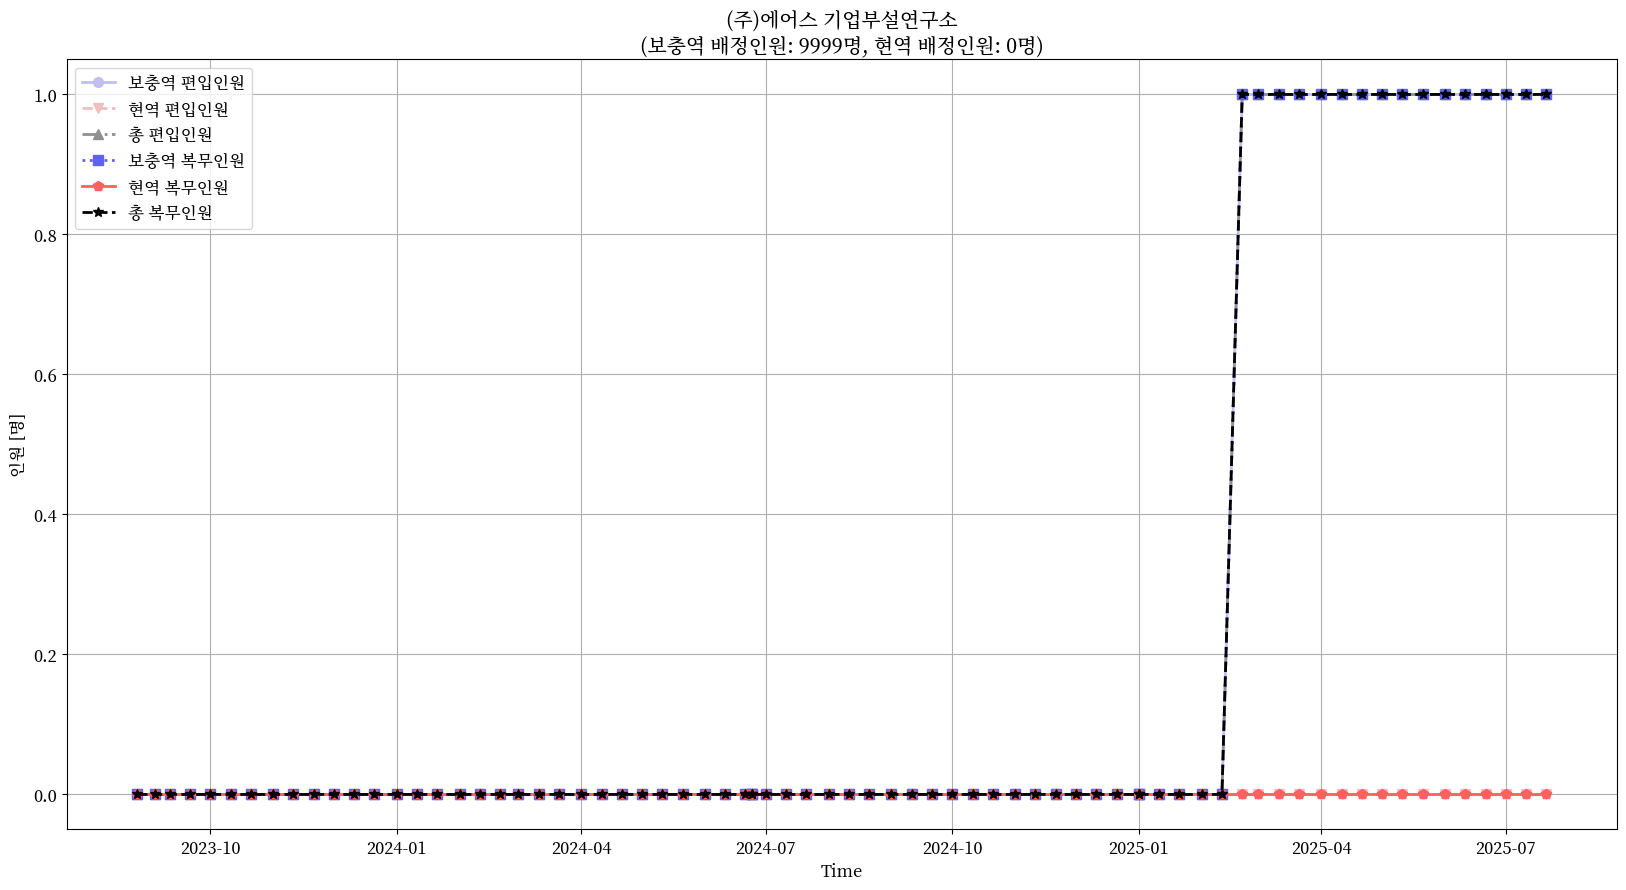 (주)에어스 기업부설연구소
(보충역 배정인원: 9999명, 현역 배정인원: 0명)
보충역 편입인원
현역 편입인원
총 편입인원
보충역 복무인원
현역 복무인원
총 복무인원
1.0
0.8
0.6
0.4
0.2
0.0
인원 [명]
2023-10
2024-01
2024-04
2024-07
2024-10
2025-01
2025-04
2025-07
Time